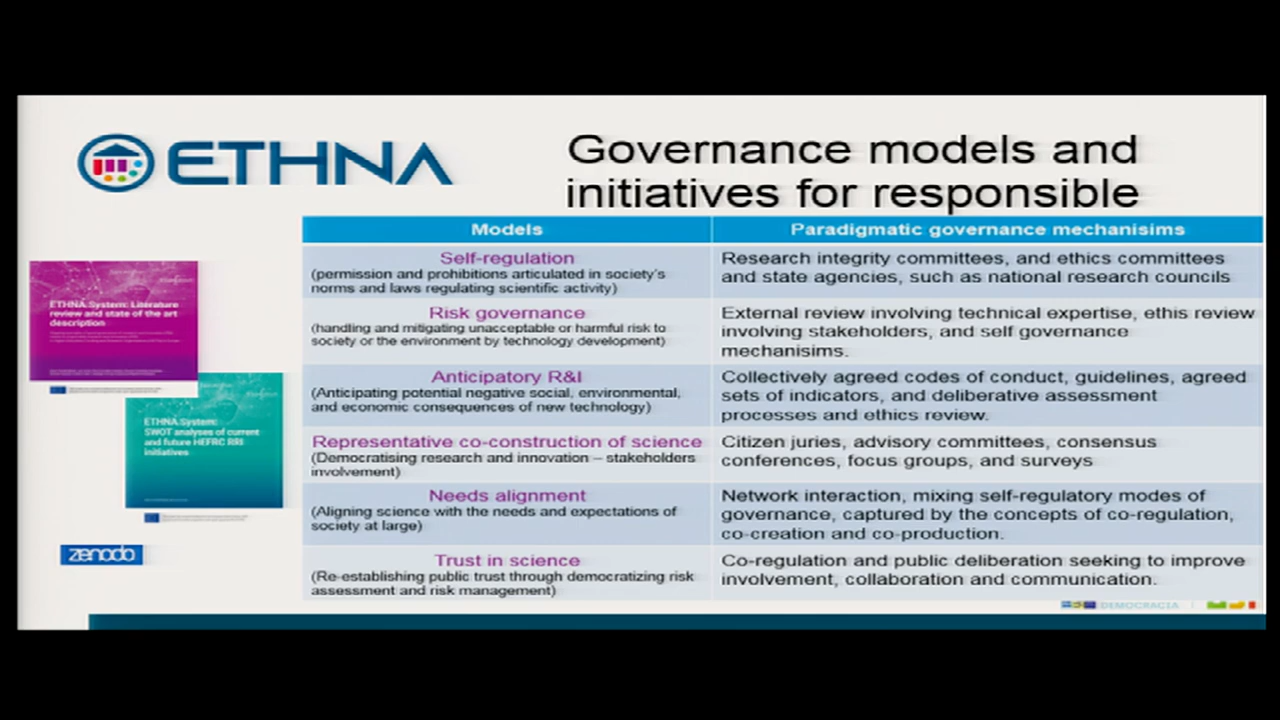 ETHNA
Governance models and
initiatives for responsible
Models
Paradigmatic governance mechanisims
Self-regulation
(permission and prohibitions articulated in society's
norms and laws regulating scientific activity)
Research integrity committees, and ethics committees
and state agencies, such as national research councils
Risk governance
(handling and mitigating unacceptable or harmful risk to
society or the environment by technology development)
External review involving technical expertise, ethis review
involving stakeholders, and self governance
mechanisims.
Anticipatory R&I
(Anticipating potential negative social, environmental,
and economic consequences of new technology)
Collectively agreed codes of conduct, guidelines, agreed
sets of indicators, and deliberative assessment
processes and ethics review.
Representative co-construction of science
(Democratising research and innovation – stakeholders
involvement)
Citizen juries, advisory committees, consensus
conferences, focus groups, and surveys
Needs alignment
(Aligning science with the needs and expectations of
society at large)
Network interaction, mixing self-regulatory modes of
governance, captured by the concepts of co-regulation,
co-creation and co-production.
Trust in science
(Re-establishing public trust through democratizing risk
assessment and risk management)
Co-regulation and public deliberation seeking to improve
involvement, collaboration and communication.
ETHNA System: Literature
review and state of the art
description
ETHNA System:
SWOT analyses of current
and future HEFRC RRI
initiatives
zenodo
DEMOCRACIA